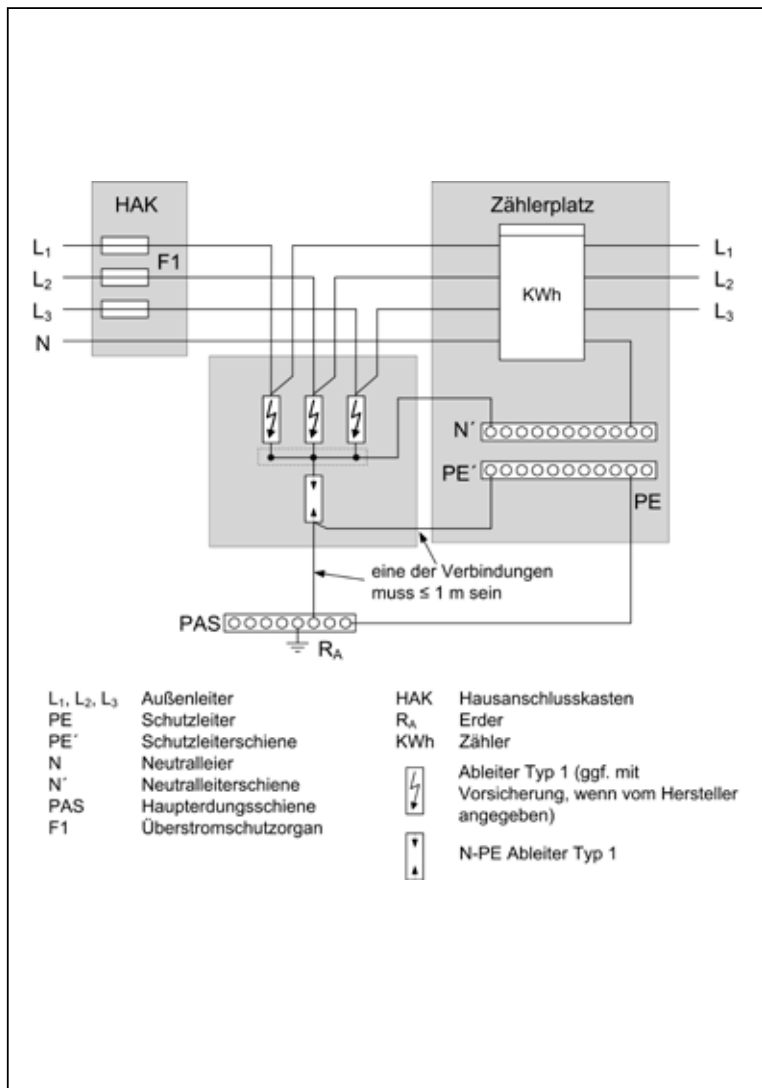 HAK
Zählerplatz
L₁
F1
L₁
L₂
KWh
L₂
L₃
L₃
N
N´
PE´
PE
eine der Verbindungen
muss ≤ 1 m sein
PAS
R_A
L₁, L₂, L₃ Außenleiter
PE Schutzleiter
PE´ Schutzleiterschiene
N Neutralleier
N´ Neutralleiterschiene
PAS Haupterdungsschiene
F1 Überstromschutzorgan
HAK Hausanschlusskasten
R_A Erder
KWh Zähler
Ableiter Typ 1 (ggf. mit
Vorsicherung, wenn vom Hersteller
angegeben)
N-PE Ableiter Typ 1